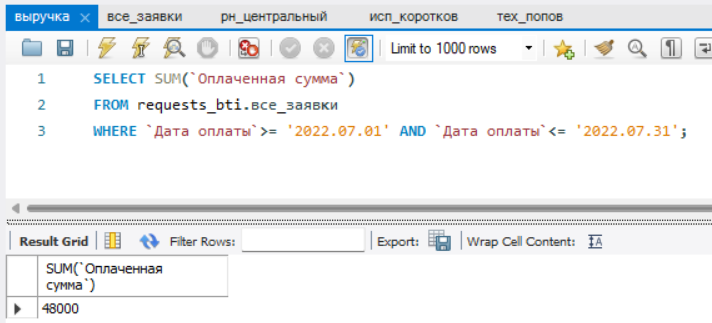 выручка все_заявки рн_центральный исп_коротков тех_попов
Limit to 1000 rows
1 SELECT SUM(`Оплаченная сумма`)
2 FROM requests_bti.все_заявки
3 WHERE `Дата оплаты`>= '2022.07.01' AND `Дата оплаты`<= '2022.07.31';
Result Grid Filter Rows: Export: Wrap Cell Content: IA
SUM(`Оплаченная
сумма`)
48000